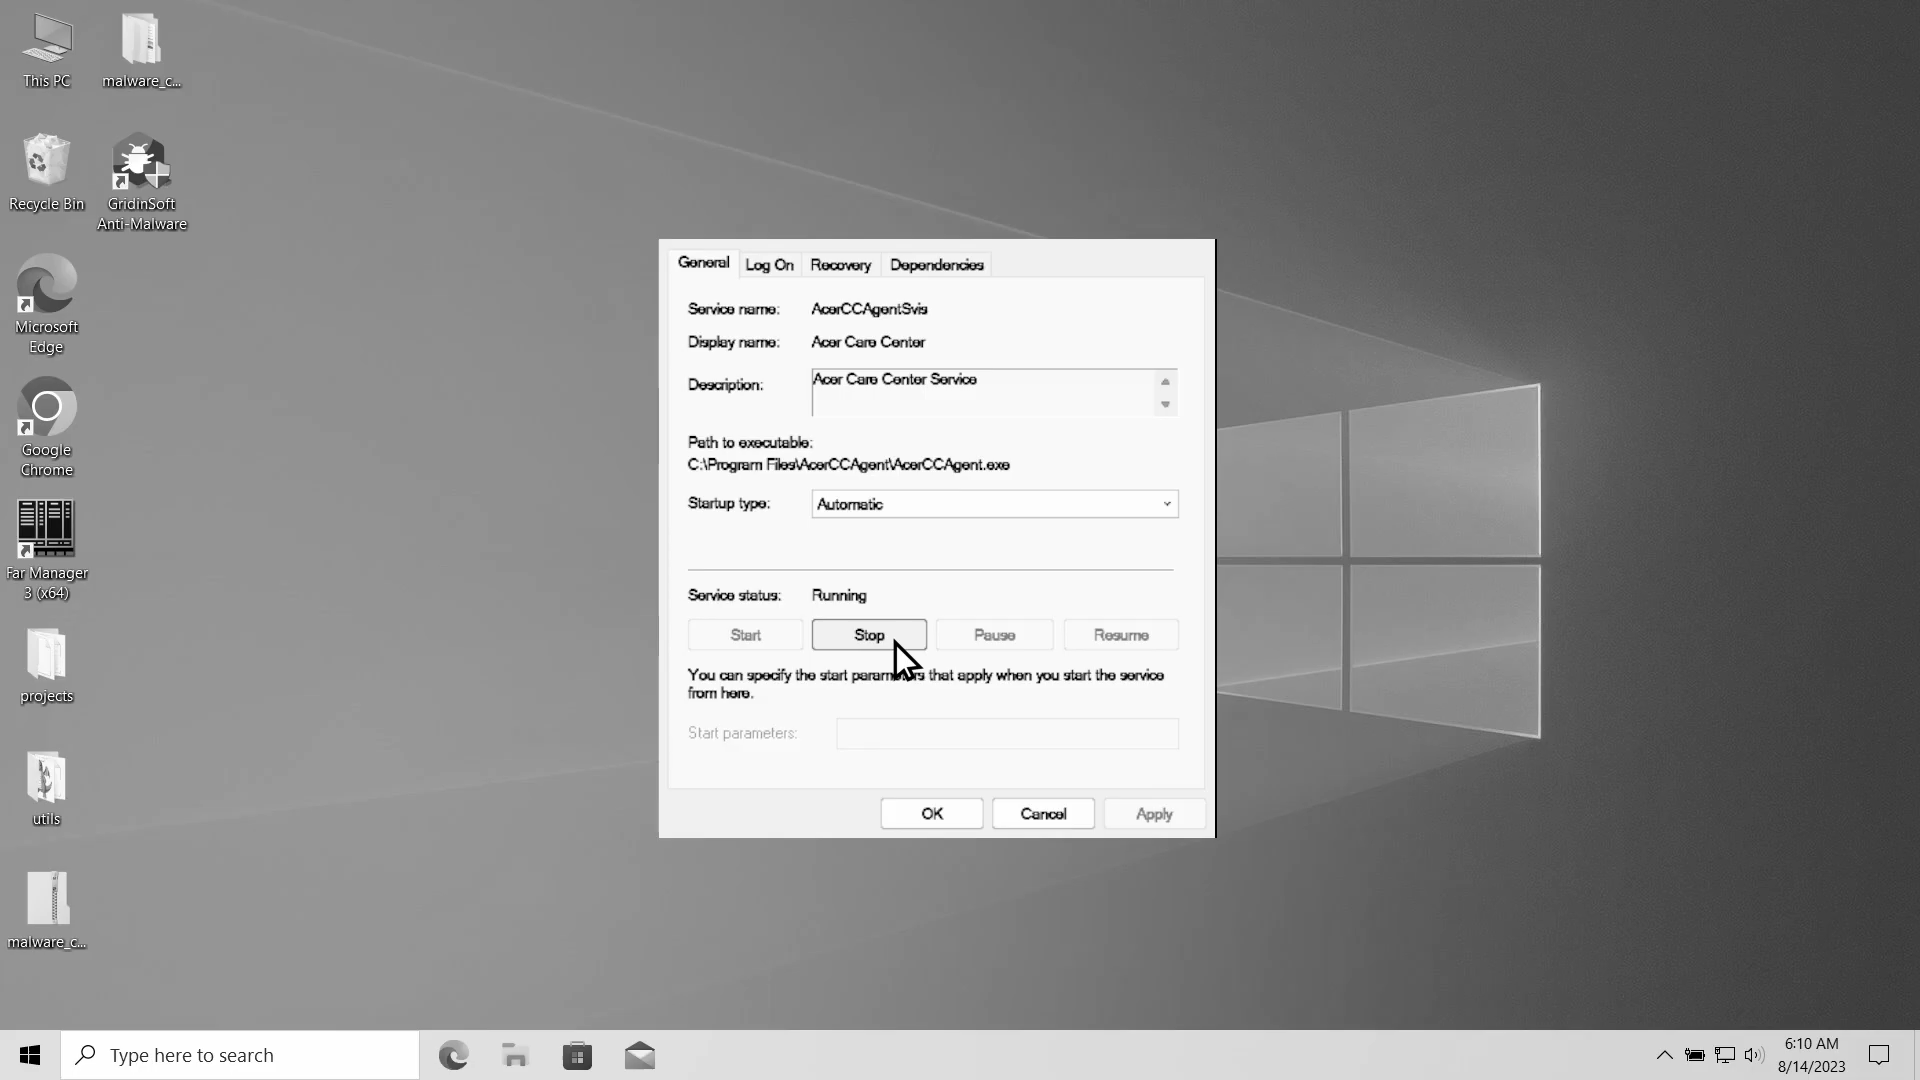 This PC
malware_c...
Recycle Bin
GridinSoft
Anti-Malware
Microsoft
Edge
Google
Chrome
Far Manager
3 (x64)
projects
utils
malware_c...
General
Log On
Recovery
Dependencies
Service name: AcerCCAgentSvis
Display name: Acer Care Center
Description: Acer Care Center Service
Path to executable:
C:\Program Files\AcerCCAgent\AcerCCAgent.exe
Startup type: Automatic
Service status: Running
Start
Stop
Pause
Resume
You can specify the start parameters that apply when you start the service
from here.
Start parameters:
OK
Cancel
Apply
Type here to search
6:10 AM
8/14/2023